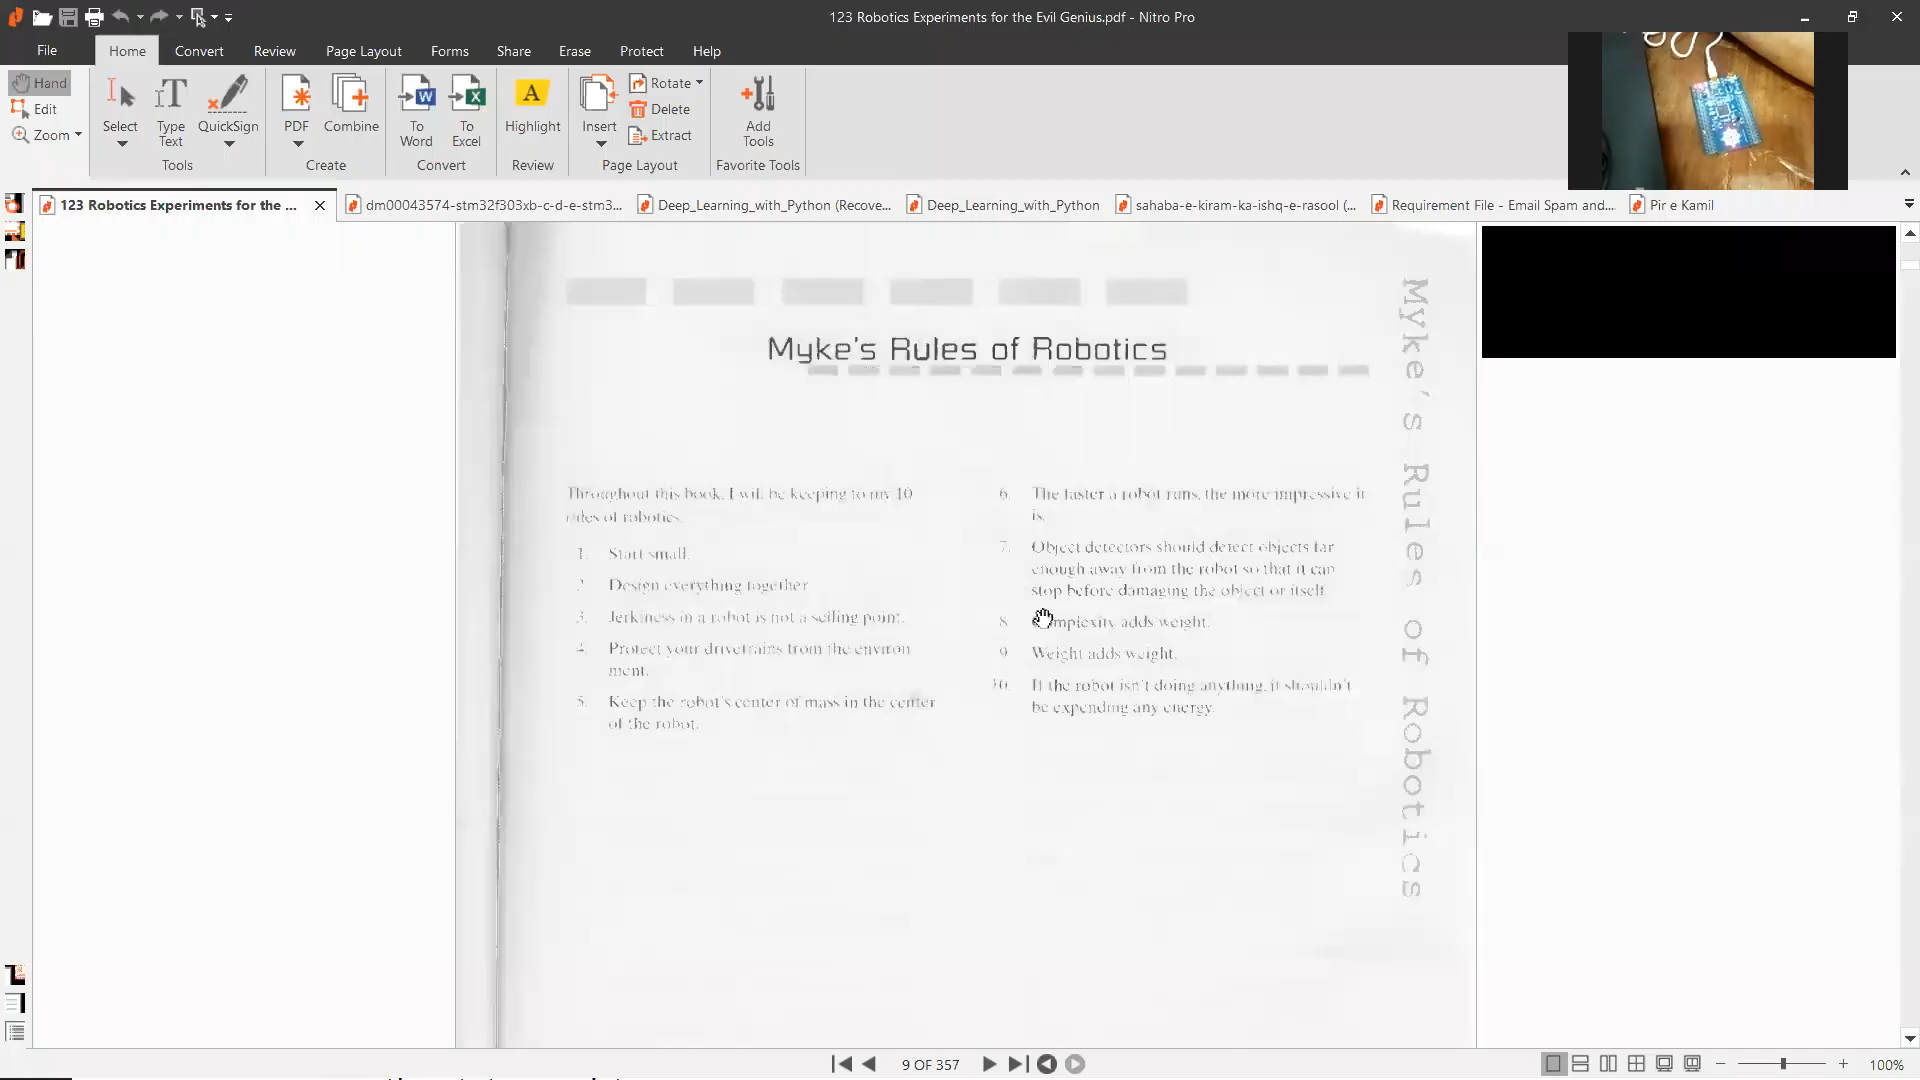 123 Robotics Experiments for the Evil Genius.pdf - Nitro Pro
File Home Convert Review Page Layout Forms Share Erase Protect Help
Hand
Edit
Zoom
Select
Type Text
QuickSign
Tools
PDF
Combine
Create
To Word
To Excel
Convert
Highlight
Review
Insert
Rotate
Delete
Extract
Page Layout
Add Tools
Favorite Tools
123 Robotics Experiments for the ...
dm00043574-stm32f303xb-c-d-e-stm3...
Deep_Learning_with_Python (Recove...
Deep_Learning_with_Python
sahaba-e-kiram-ka-ishq-e-rasool (...
Requirement File - Email Spam and....
Pir e Kamil
Myke's Rules of Robotics
Throughout this book, I will be keeping to my 10
rules of robotics.
1. Start small.
2. Design everything together
3. Jerkiness in a robot is not a selling point.
4. Protect your drivetrains from the environ
ment.
5. Keep the robot's center of mass in the center
of the robot.
6. The faster a robot runs, the more impressive it
is.
7. Object detectors should detect objects far
enough away from the robot so that it can
stop before damaging the object or itself.
8. Complexity adds weight.
9. Weight adds weight.
10. If the robot isn't doing anything, it shouldn't
be expending any energy.
Myke's Rules of Robotics
9 OF 357
100%